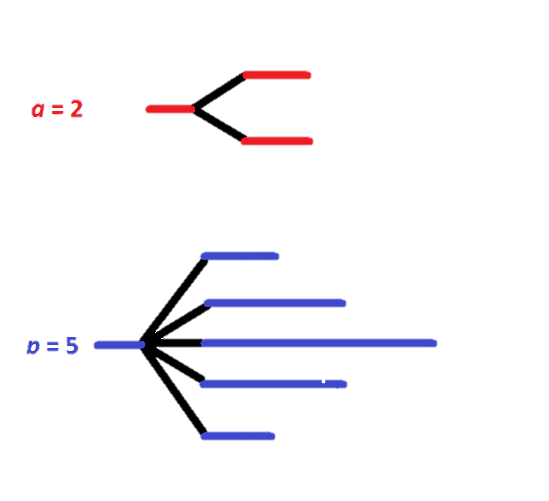 a = 2
b = 5